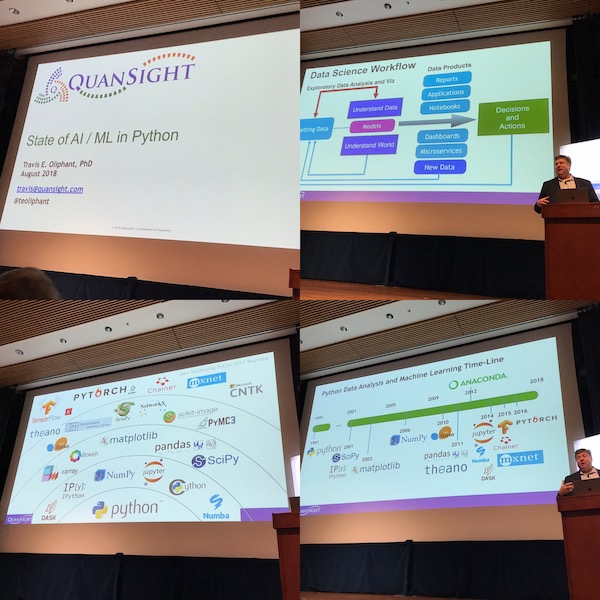 QUANSIGHT
State of AI / ML in Python
Travis E. Oliphant, PhD
August 2018
travis@quansight.com
@teoliphant
Data Science Workflow
Exploratory Data Analysis and Viz
Data Products
Understand Data
Models
Understand World
Reports
Applications
Notebooks
Dashboards
Microservices
New Data
Decisions
and
Actions
PYTORCH
Chainer
mxnet
Microsoft
CNTK
TensorFlow
theano
SymPy
NetworkX
scikit-image
PyMC3
Bokeh
matplotlib
pandas
SciPy
xarray
NumPy
jupyter
IP[y]:
IPython
DASK
python
Numba
QUANSIGHT
Python Data Analysis and Machine Learning Time-Line
ANACONDA
1991
2001
2005
2009
2012
2018
python
2001
SciPy
IP[y]:
IPython
2003
matplotlib
2006
NumPy
2010
2011
pandas
theano
2014
2015
2016
jupyter
Numba
DASK
Chainer
mxnet
PYTORCH
QUANSIGHT